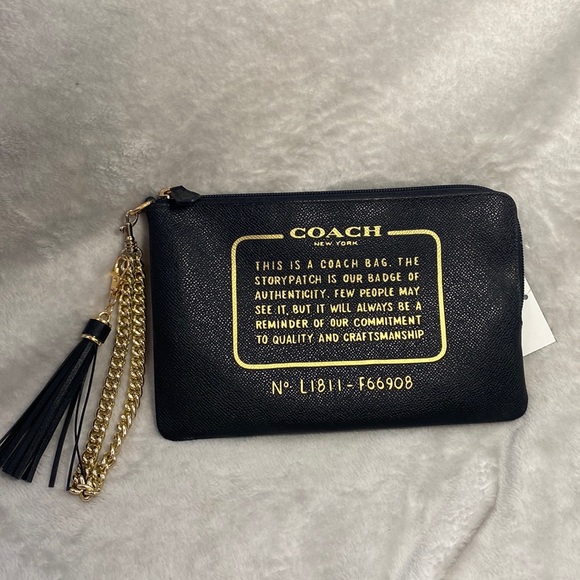 COACH
NEW YORK
THIS IS A COACH BAG. THE
STORYPATCH IS OUR BADGE OF
AUTHENTICITY. FEW PEOPLE MAY
SEE IT, BUT IT WILL ALWAYS BE A
REMINDER OF OUR COMMITMENT
TO QUALITY AND CRAFTSMANSHIP
Nº. L1811-F66908